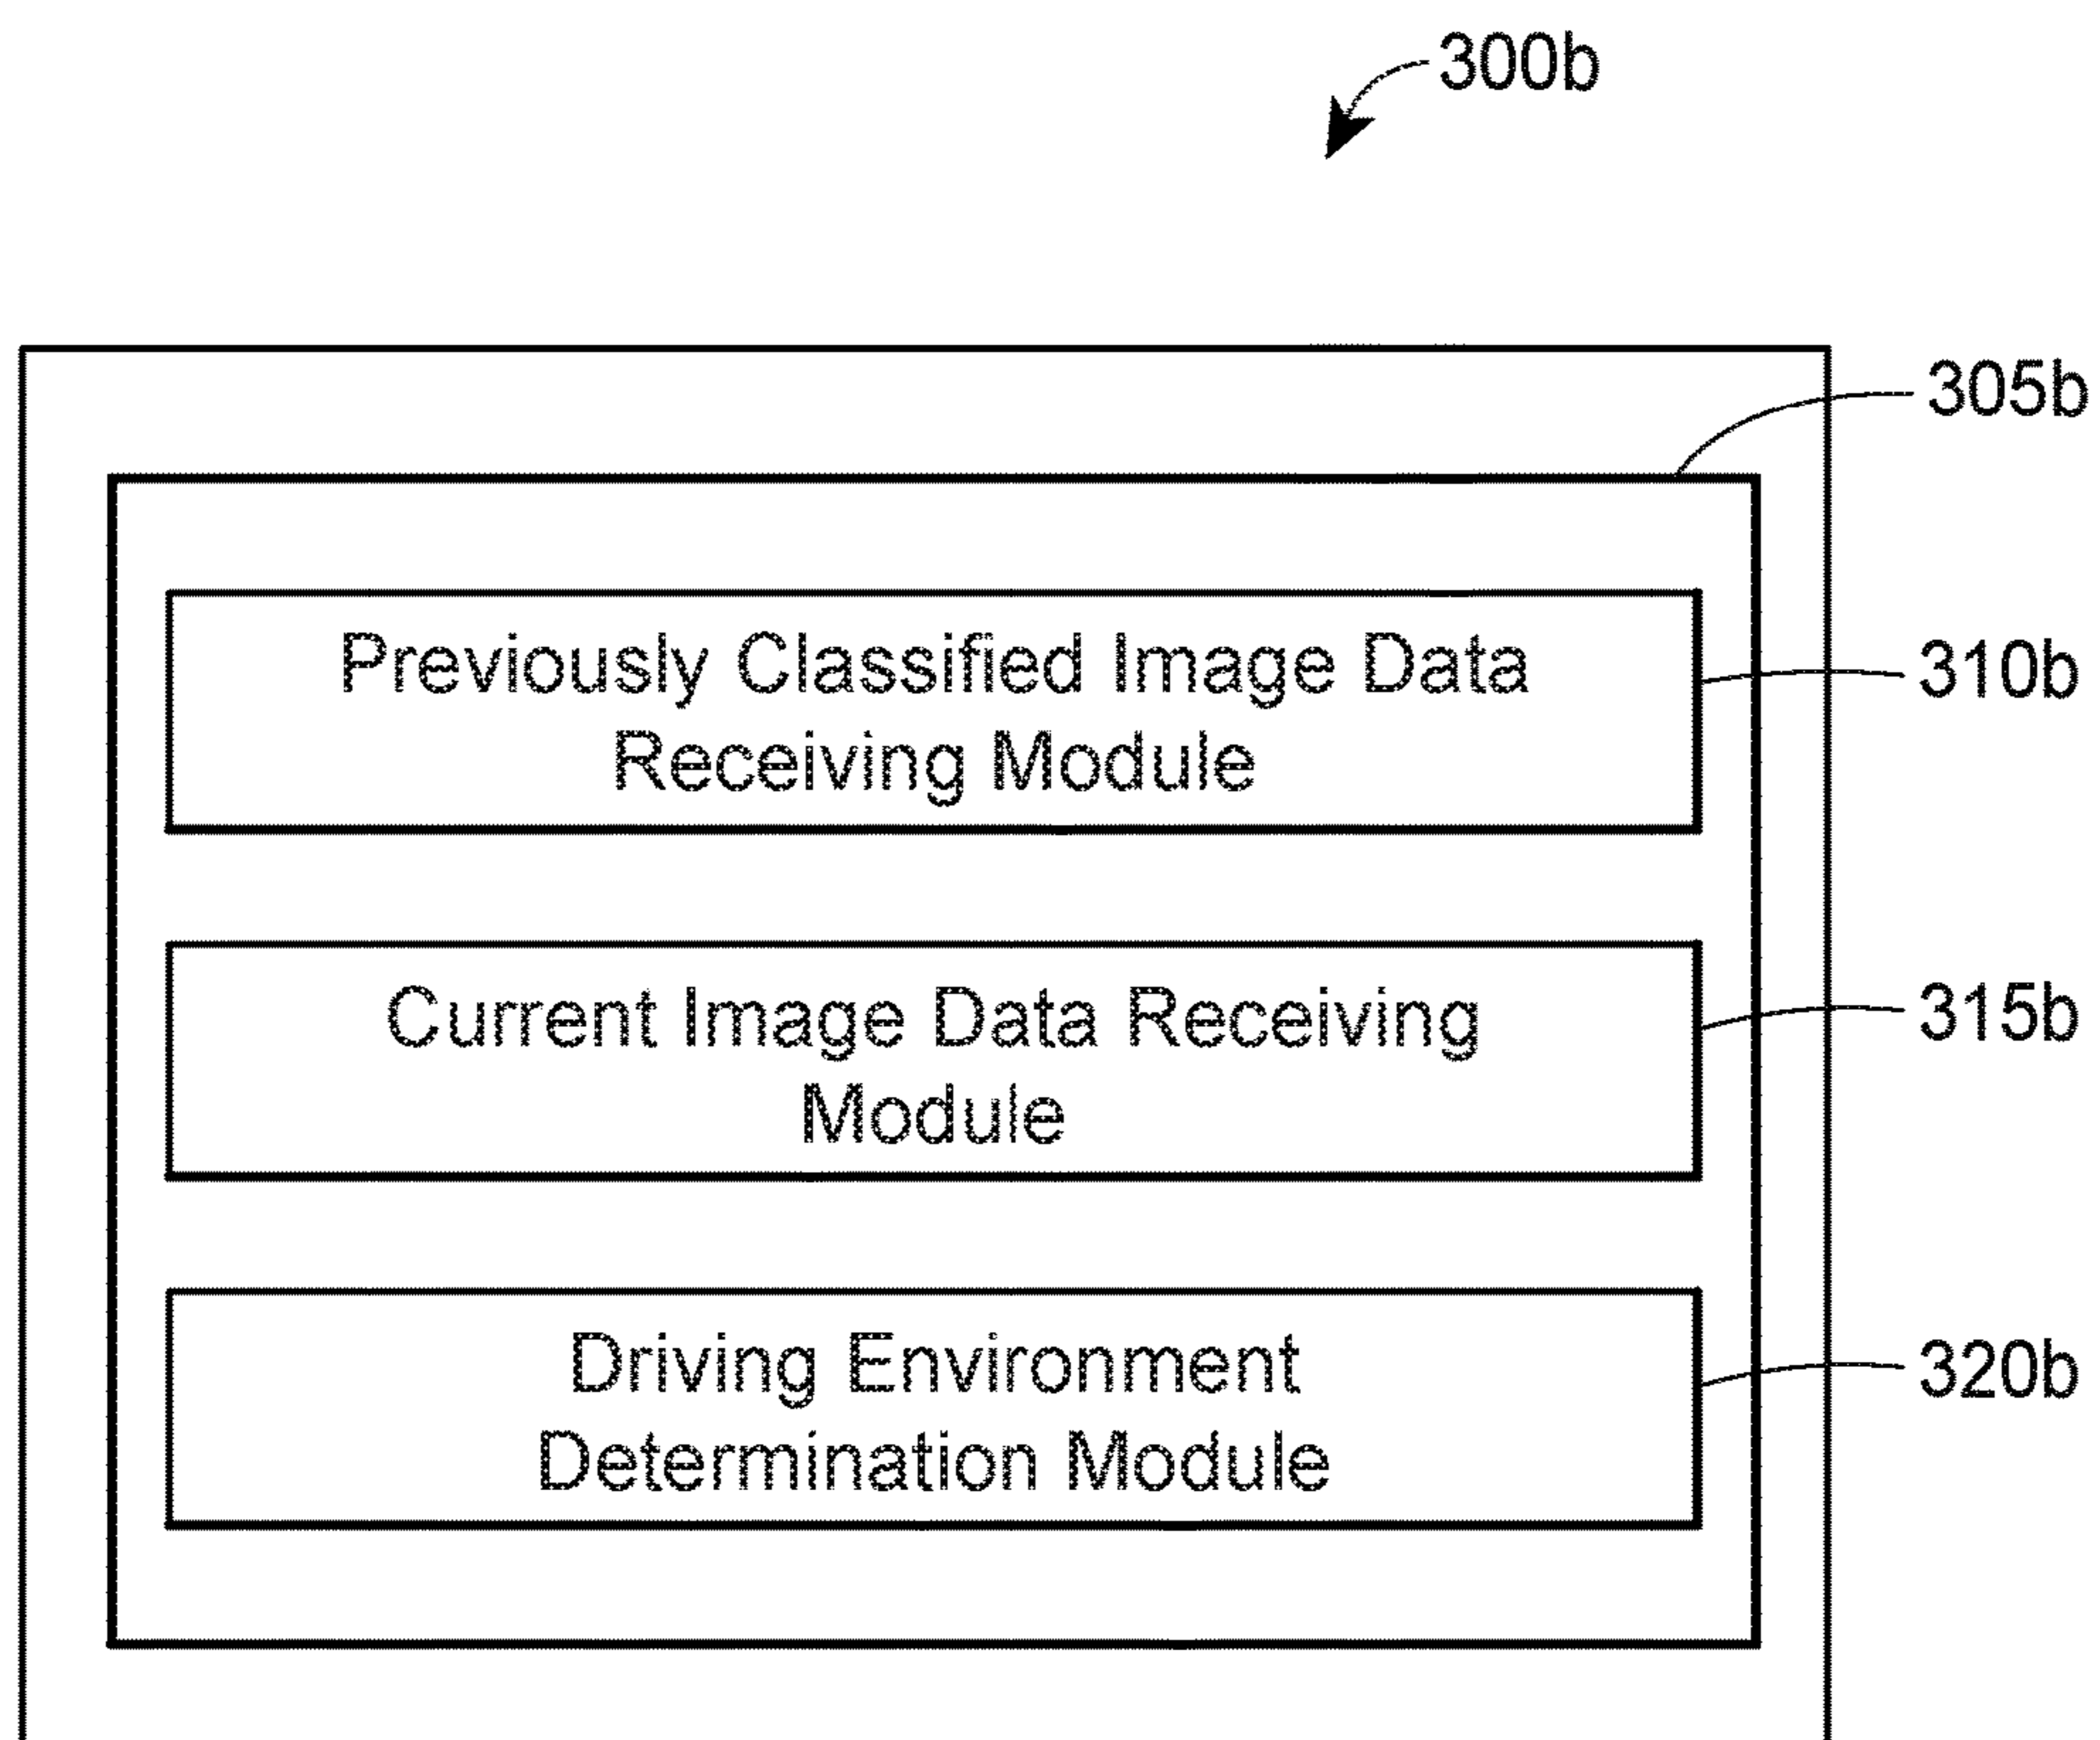 300b
305b
Previously Classified Image Data
Receiving Module
310b
Current Image Data Receiving
Module
315b
Driving Environment
Determination Module
320b